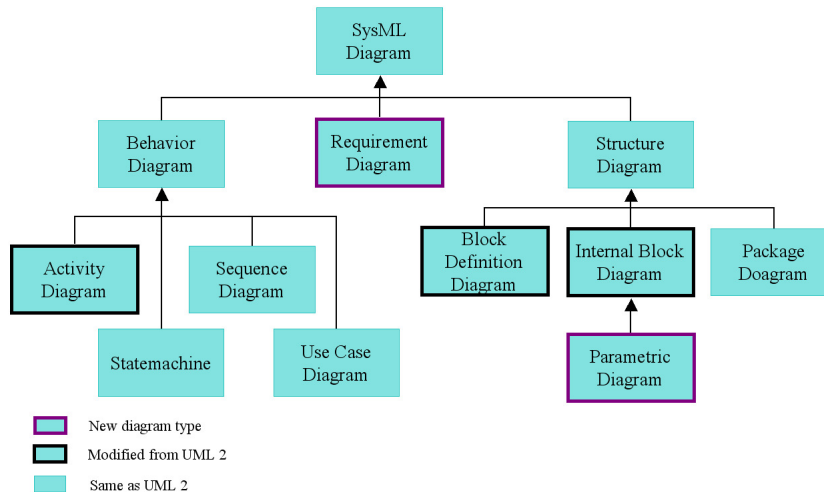 SysML
Diagram
Behavior
Diagram
Requirement
Diagram
Structure
Diagram
Activity
Diagram
Sequence
Diagram
Block
Definition
Diagram
Internal Block
Diagram
Package
Doagram
Statemachine
Use Case
Diagram
Parametric
Diagram
New diagram type
Modified from UML 2
Same as UML 2